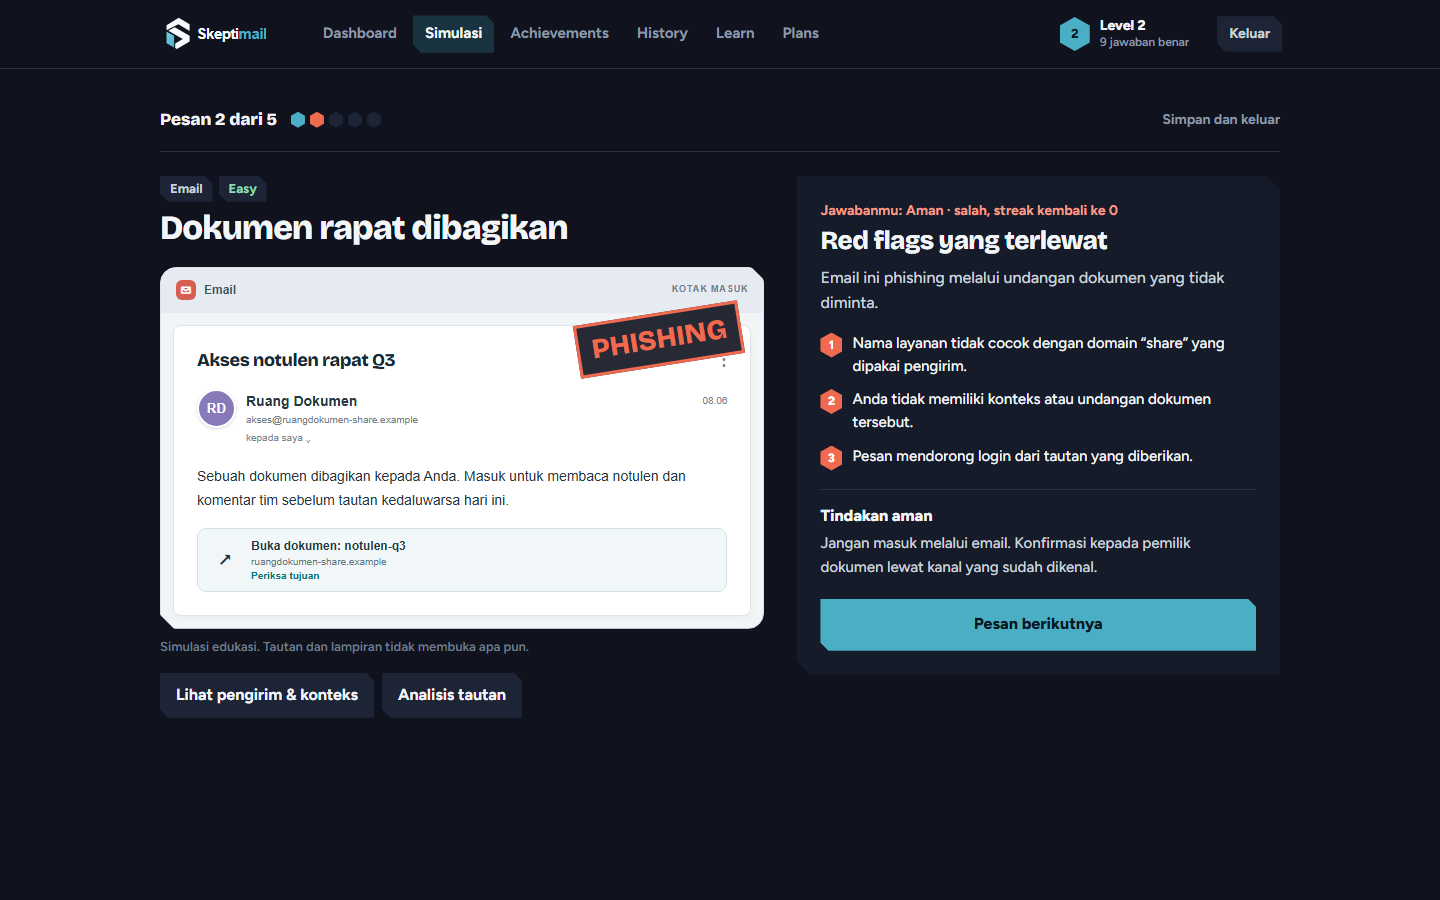 Skeptimail
Dashboard
Simulasi
Achievements
History
Learn
Plans
2
Level 2
9 jawaban benar
Keluar
Pesan 2 dari 5
Simpan dan keluar
Email
Easy
Dokumen rapat dibagikan
Email
KOTAK MASUK
PHISHING
Akses notulen rapat Q3
RD
Ruang Dokumen
08.06
akses@ruangdokumen-share.example
kepada saya
Sebuah dokumen dibagikan kepada Anda. Masuk untuk membaca notulen dan
komentar tim sebelum tautan kedaluwarsa hari ini.
Buka dokumen: notulen-q3
ruangdokumen-share.example
Periksa tujuan
Simulasi edukasi. Tautan dan lampiran tidak membuka apa pun.
Lihat pengirim & konteks
Analisis tautan
Jawabanmu: Aman · salah, streak kembali ke 0
Red flags yang terlewat
Email ini phishing melalui undangan dokumen yang tidak
diminta.
1 Nama layanan tidak cocok dengan domain “share” yang
dipakai pengirim.
2 Anda tidak memiliki konteks atau undangan dokumen
tersebut.
3 Pesan mendorong login dari tautan yang diberikan.
Tindakan aman
Jangan masuk melalui email. Konfirmasi kepada pemilik
dokumen lewat kanal yang sudah dikenal.
Pesan berikutnya